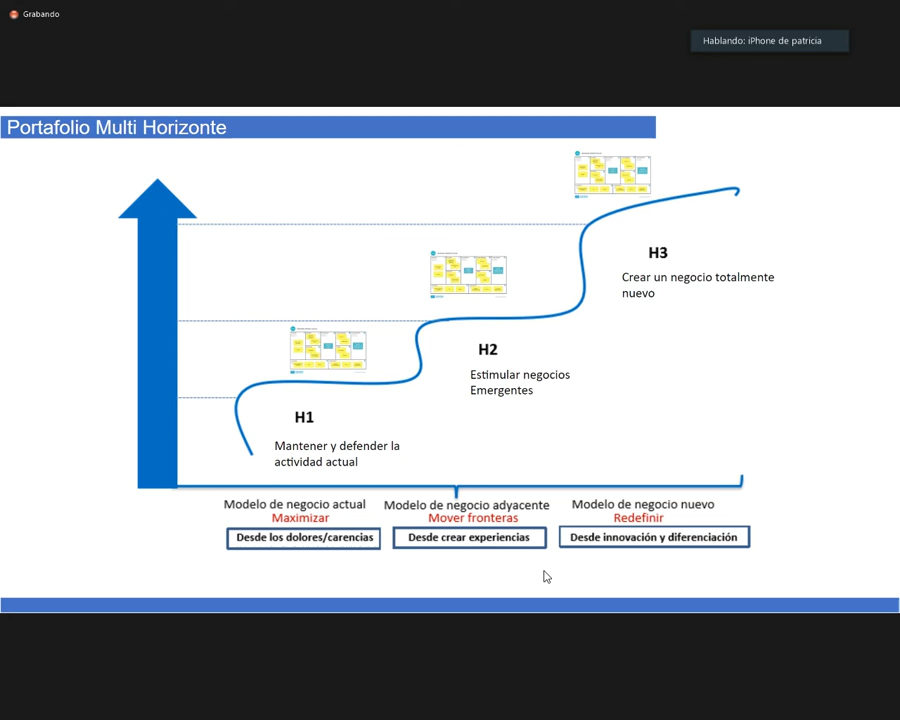 Grabando
Hablando: iPhone de patricia
Portafolio Multi Horizonte
H3
Crear un negocio totalmente
nuevo
H2
Estimular negocios
Emergentes
H1
Mantener y defender la
actividad actual
Modelo de negocio actual
Maximizar
Desde los dolores/carencias
Modelo de negocio adyacente
Mover fronteras
Desde crear experiencias
Modelo de negocio nuevo
Redefinir
Desde innovación y diferenciación